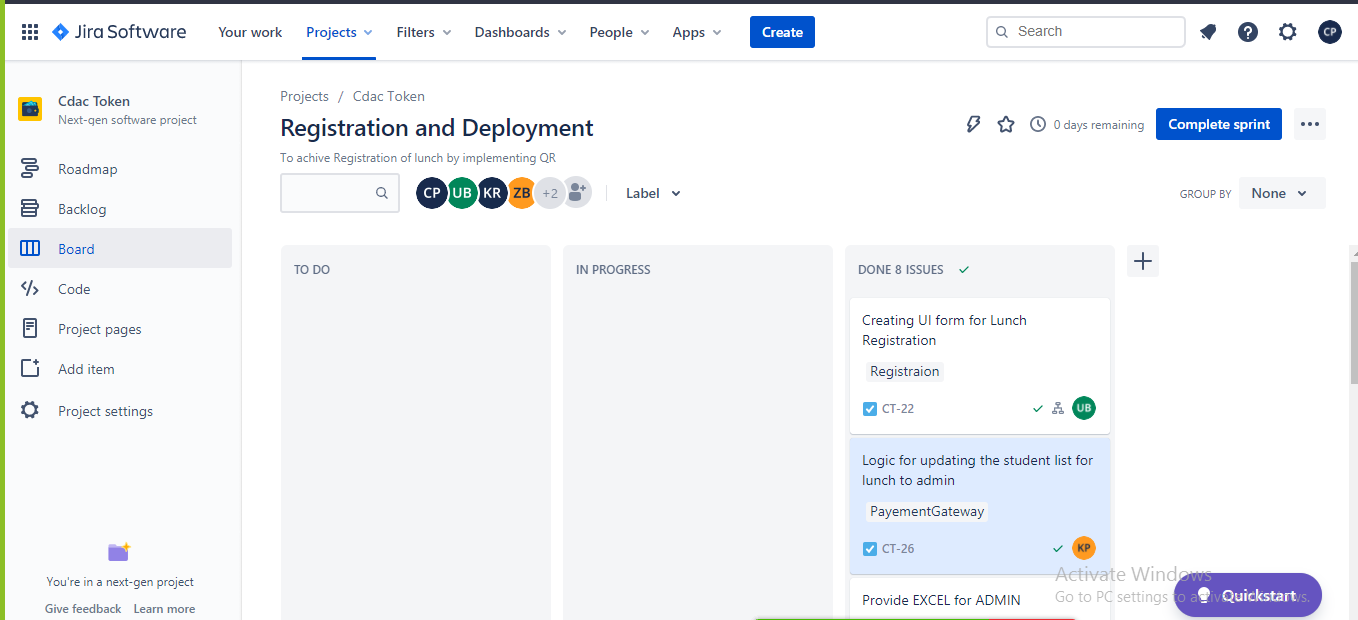 Jira Software Your work Projects Filters Dashboards People Apps Create Search CP
Cdac Token
Next-gen software project
Roadmap
Backlog
Board
Code
Project pages
Add item
Project settings
You're in a next-gen project
Give feedback Learn more
Projects / Cdac Token
Registration and Deployment
0 days remaining Complete sprint
To achive Registration of lunch by implementing QR
CP UB KR ZB +2 Label GROUP BY None
TO DO
IN PROGRESS
DONE 8 ISSUES
Creating UI form for Lunch
Registration
Registraion
CT-22 UB
Logic for updating the student list for
lunch to admin
PayementGateway
CT-26 KP
Provide EXCEL for ADMIN
Activate Windows
Go to PC settings to activate Windows.
Quickstart